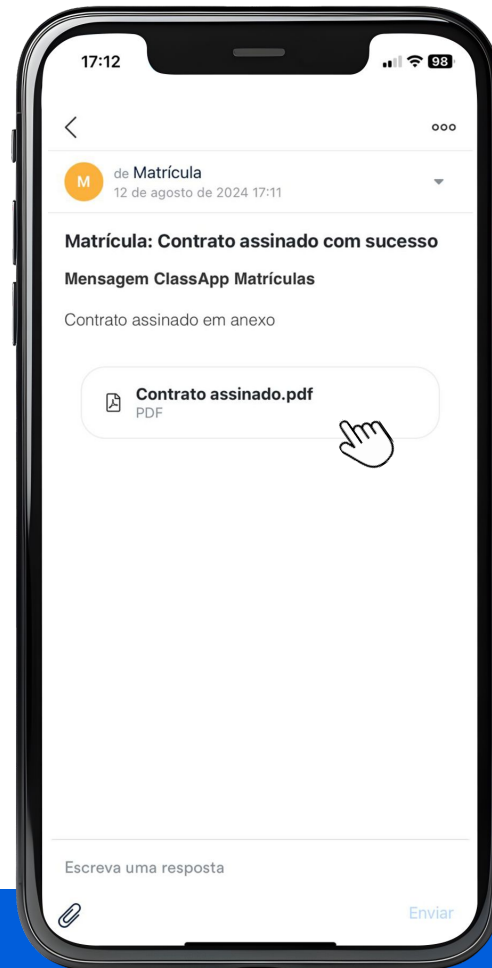 17:12
98
ooo
M
de Matrícula
12 de agosto de 2024 17:11
Matrícula: Contrato assinado com sucesso
Mensagem ClassApp Matrículas
Contrato assinado em anexo
Contrato assinado.pdf
PDF
Escreva uma resposta
Enviar